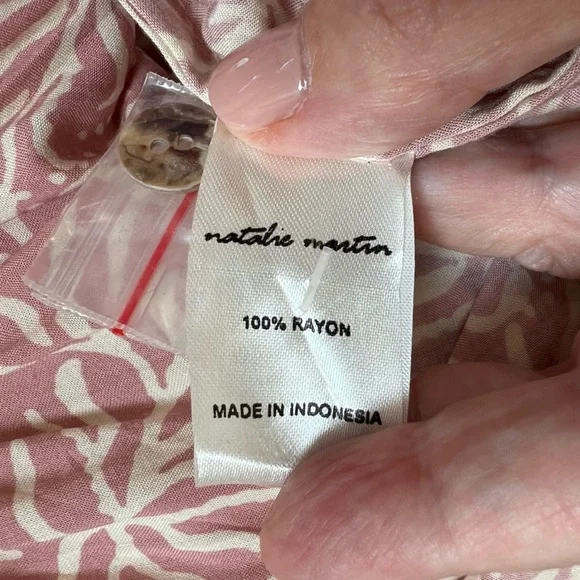 natalie martin
100% RAYON
MADE IN INDONESIA